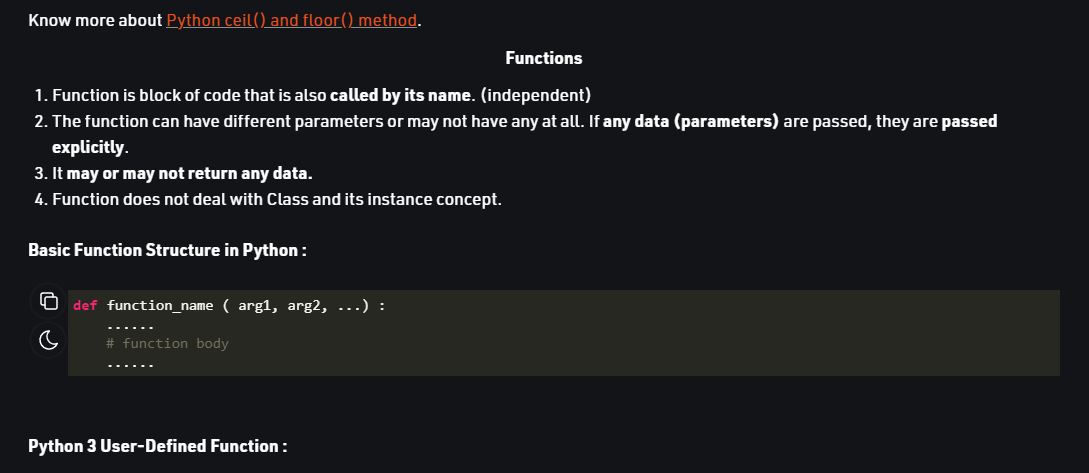 Know more about Python ceil() and floor() method.
Functions
1. Function is block of code that is also called by its name. (independent)
2. The function can have different parameters or may not have any at all. If any data (parameters) are passed, they are passed
explicitly.
3. It may or may not return any data.
4. Function does not deal with Class and its instance concept.
Basic Function Structure in Python :
def function_name ( arg1, arg2, ...) :
......
# function body
......
Python 3 User-Defined Function :